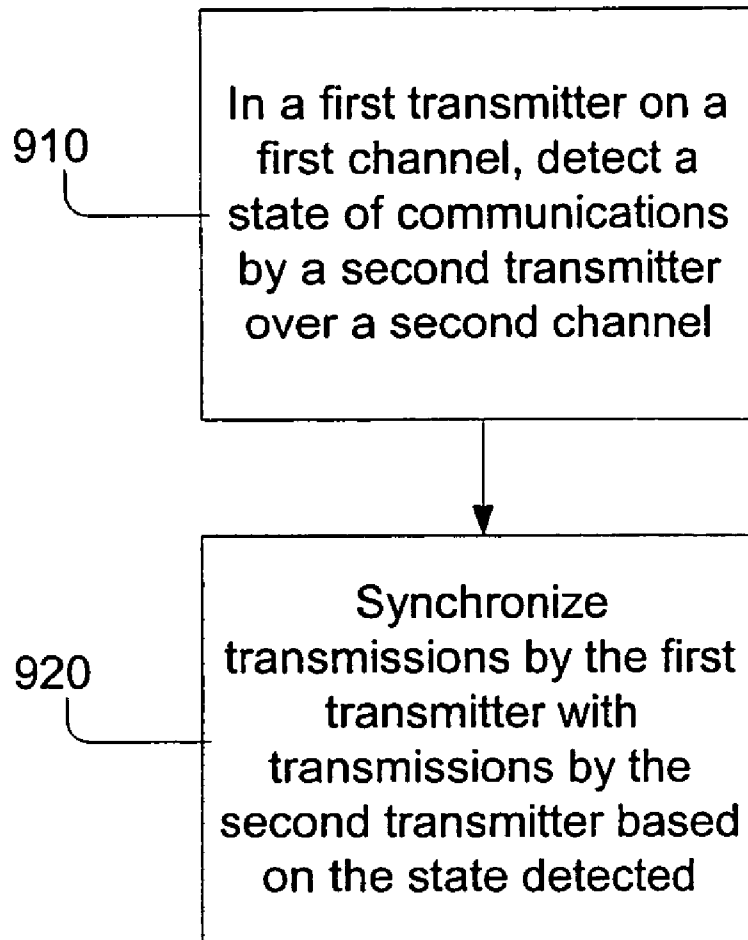 910
In a first transmitter on a
first channel, detect a
state of communications
by a second transmitter
over a second channel
920
Synchronize
transmissions by the first
transmitter with
transmissions by the
second transmitter based
on the state detected